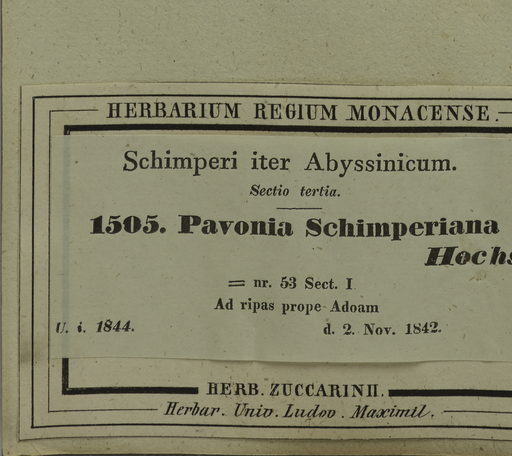 HERBARIUM REGIUM MONACENSE.
Schimperi iter Abyssinicum.
Sectio tertia.
1505. Pavonia Schimperiana
Hochs
= nr. 53 Sect. I
Ad ripas prope Adoam
U. i. 1844. d. 2. Nov. 1842.
HERB. ZUCCARINII.
Herbar. Univ. Ludov. Maximil.